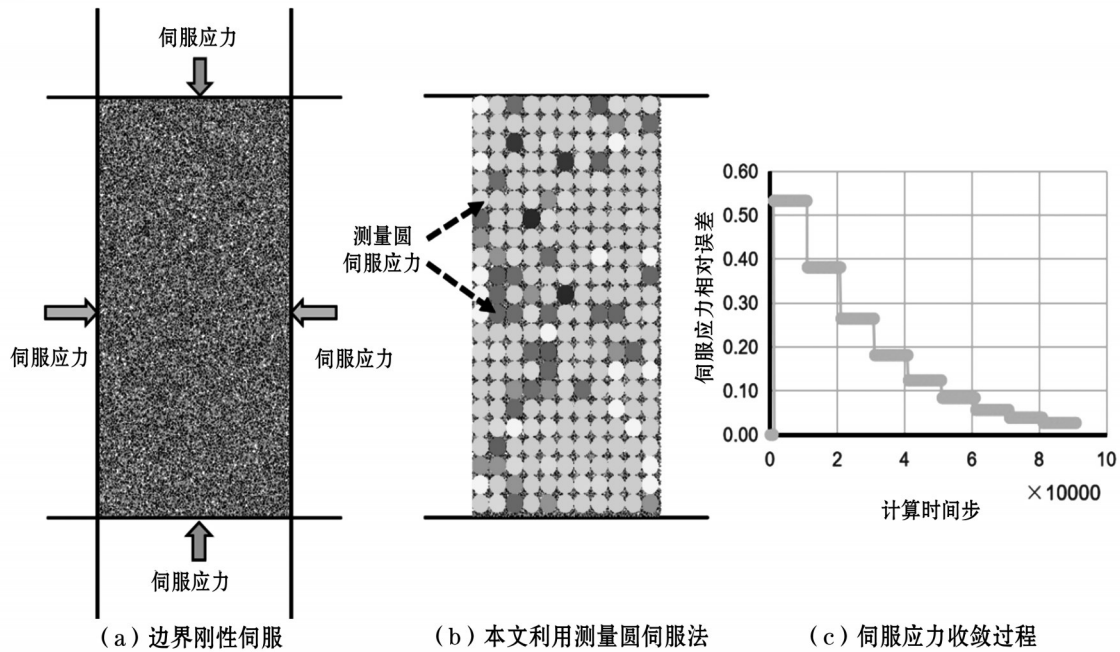 伺服应力
伺服应力
伺服应力
伺服应力
(a) 边界刚性伺服
测量圆
伺服应力
(b) 本文利用测量圆伺服法
伺服应力相对误差
0.60
0.50
0.40
0.30
0.20
0.10
0.00
0 2 4 6 8 10
×10000
计算时间步
(c) 伺服应力收敛过程